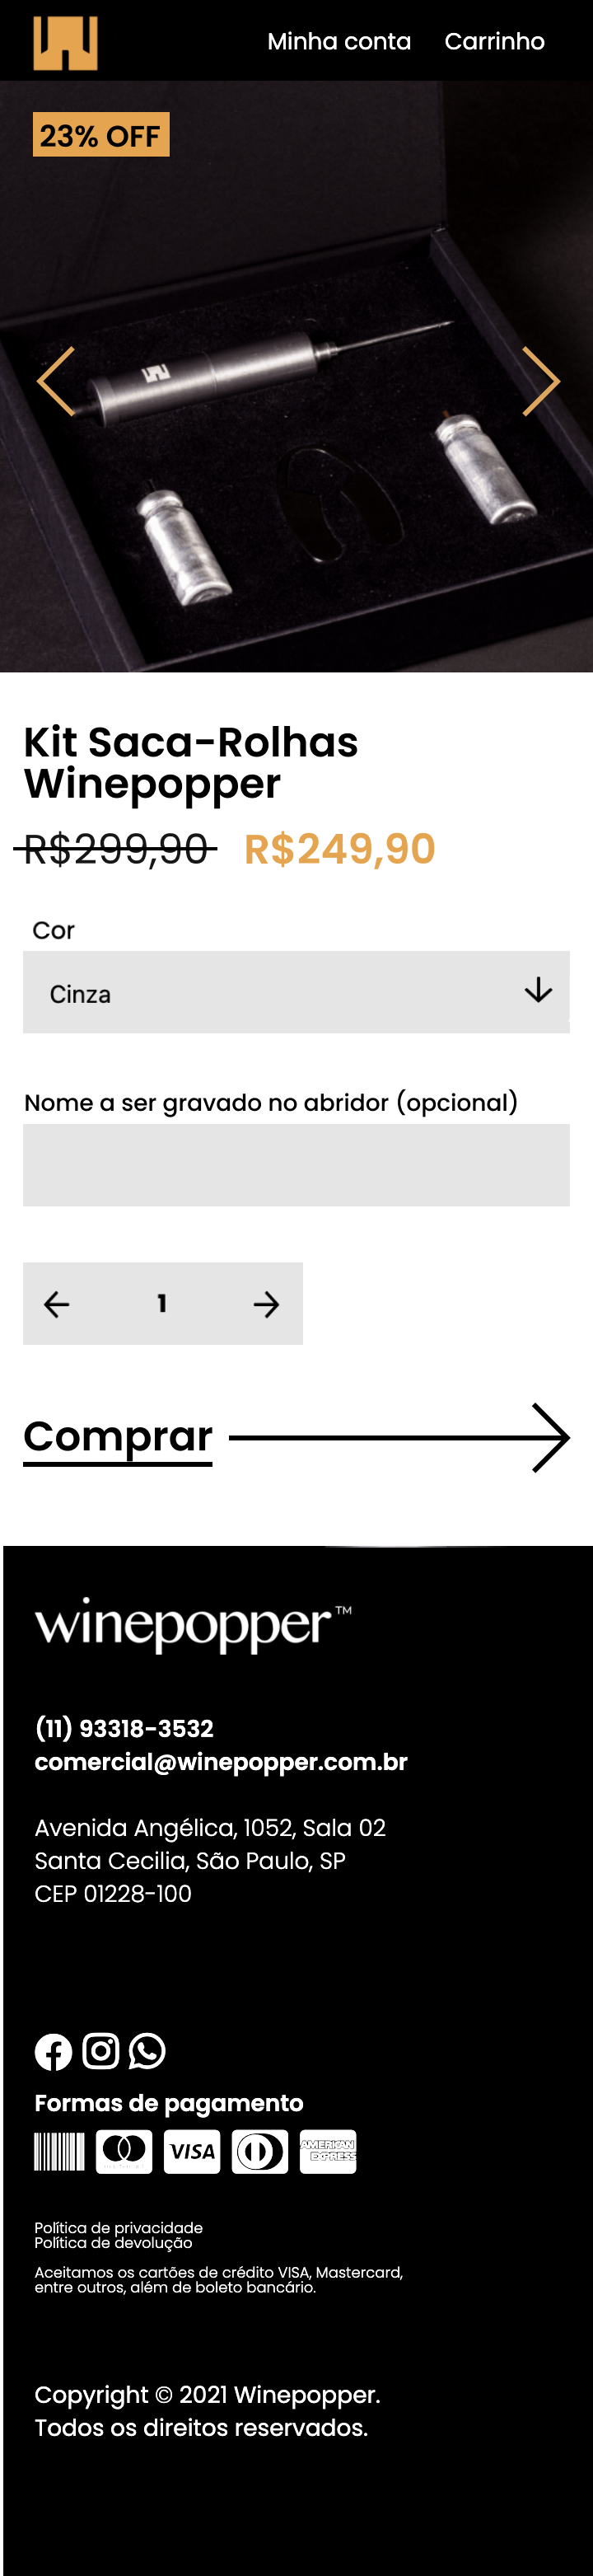 Minha conta Carrinho
23% OFF
Kit Saca-Rolhas
Winepopper
R$299,90 R$249,90
Cor
Cinza
Nome a ser gravado no abridor (opcional)
1
Comprar
winepopper™
(11) 93318-3532
comercial@winepopper.com.br
Avenida Angélica, 1052, Sala 02
Santa Cecilia, São Paulo, SP
CEP 01228-100
Formas de pagamento
VISA
AMERICAN
EXPRESS
Política de privacidade
Política de devolução
Aceitamos os cartões de crédito VISA, Mastercard,
entre outros, além de boleto bancário.
Copyright © 2021 Winepopper.
Todos os direitos reservados.